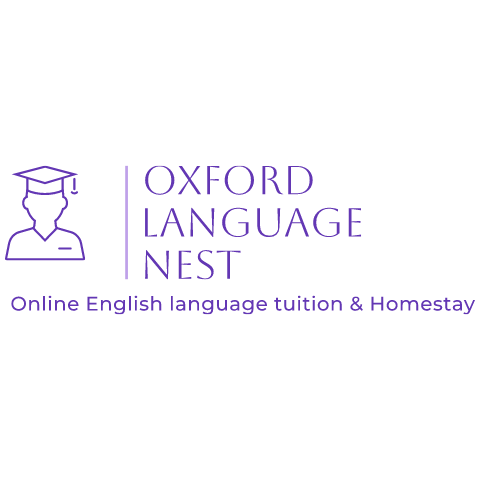 OXFORD
LANGUAGE
NEST
Online English language tuition & Homestay